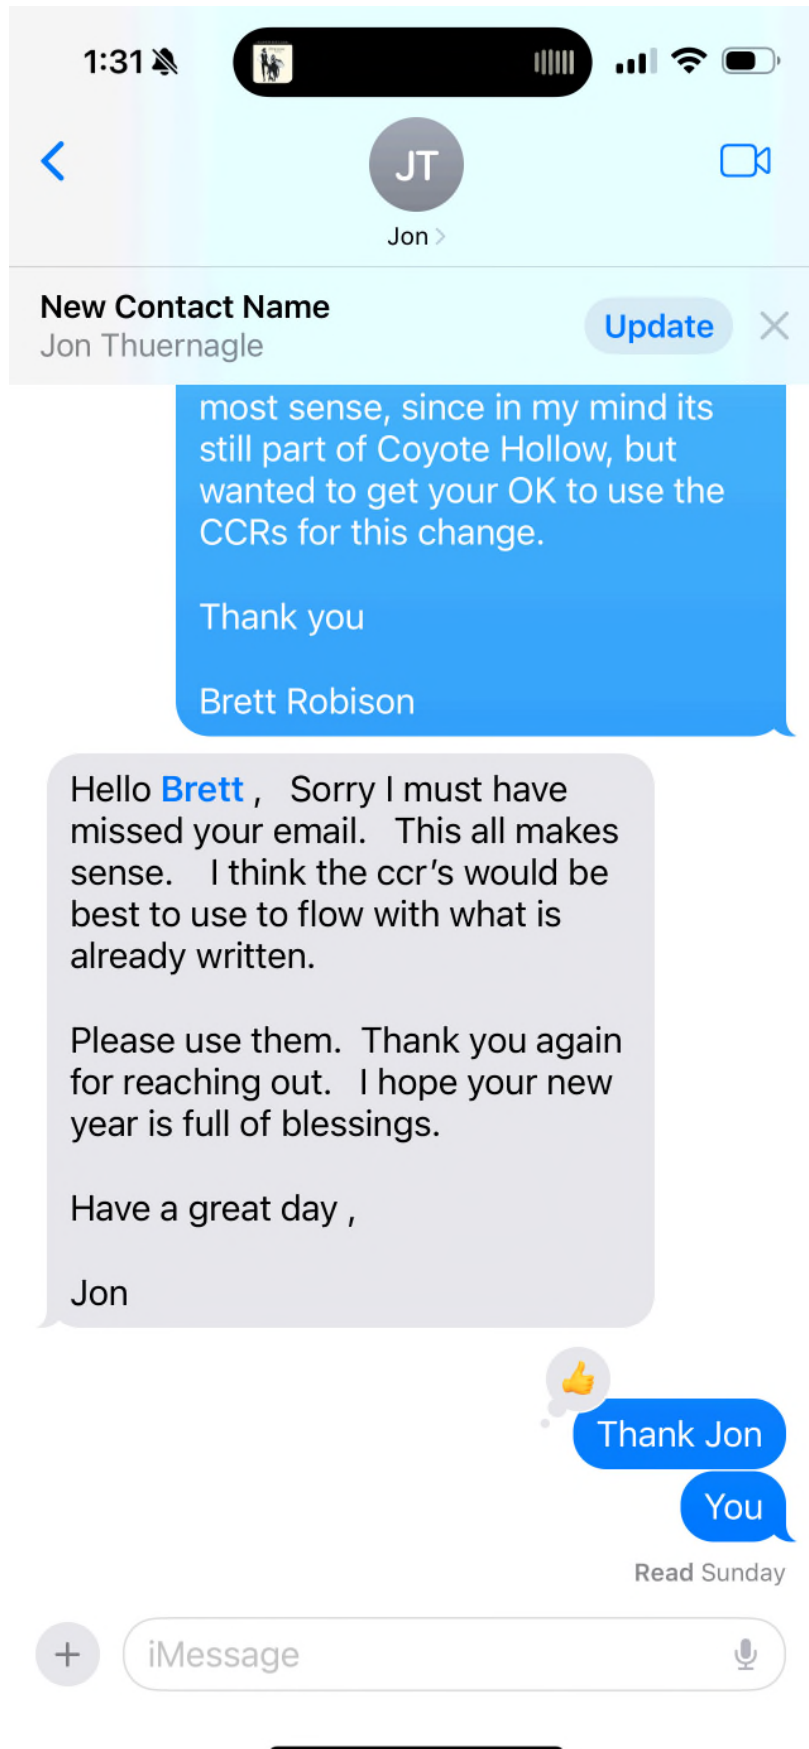 1:31
JT
Jon
New Contact Name
Jon Thuernagle
Update
most sense, since in my mind its
still part of Coyote Hollow, but
wanted to get your OK to use the
CCRs for this change.
Thank you
Brett Robison
Hello Brett ,   Sorry I must have
missed your email.   This all makes
sense.    I think the ccr’s would be
best to use to flow with what is
already written.
Please use them.  Thank you again
for reaching out.   I hope your new
year is full of blessings.
Have a great day ,
Jon
Thank Jon
You
Read Sunday
iMessage